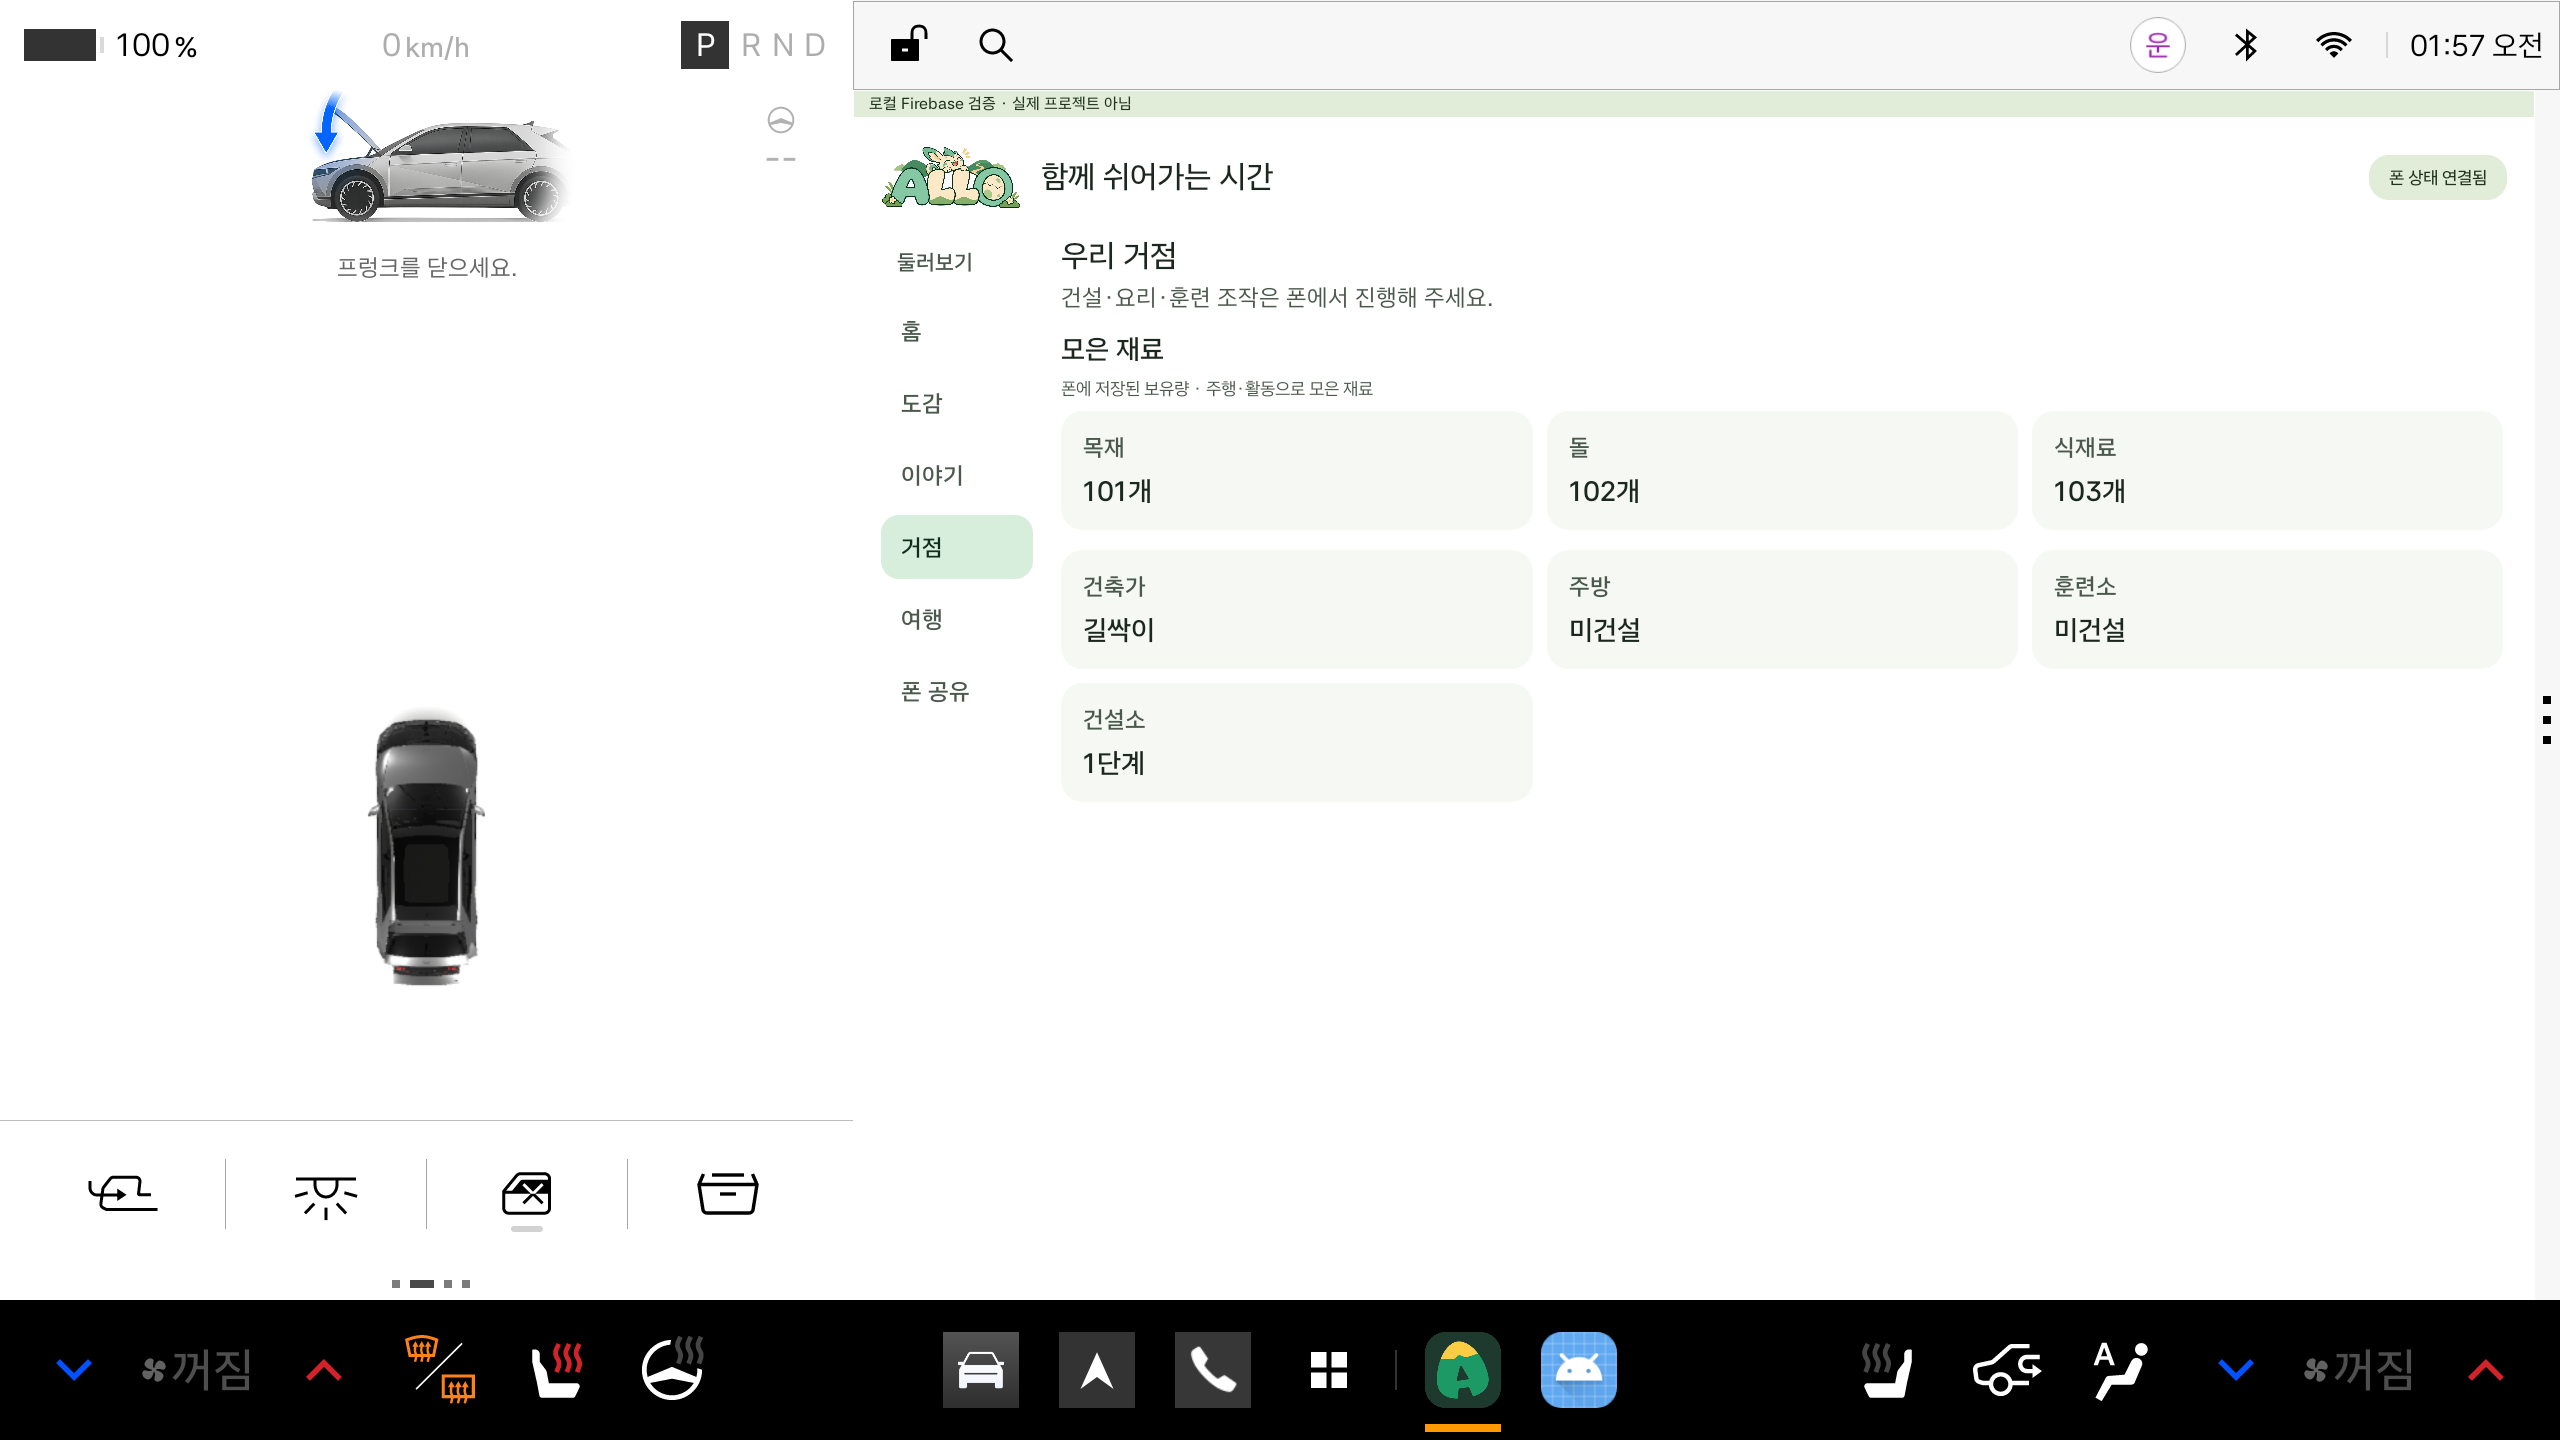 100%
0 km/h
P R N D
운
01:57 오전
로컬 Firebase 검증 · 실제 프로젝트 아님
프렁크를 닫으세요.
ALLO
함께 쉬어가는 시간
폰 상태 연결됨
둘러보기
홈
도감
이야기
거점
여행
폰 공유
우리 거점
건설·요리·훈련 조작은 폰에서 진행해 주세요.
모은 재료
폰에 저장된 보유량 · 주행·활동으로 모은 재료
목재
101개
돌
102개
식재료
103개
건축가
길싹이
주방
미건설
훈련소
미건설
건설소
1단계
꺼짐
A
A
꺼짐